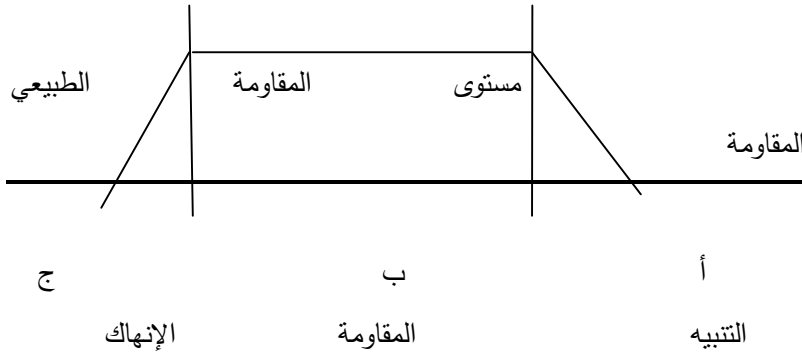 مستوى المقاومة الطبيعي
المقاومة
أ ب ج
التنبيه المقاومة الإنهاك